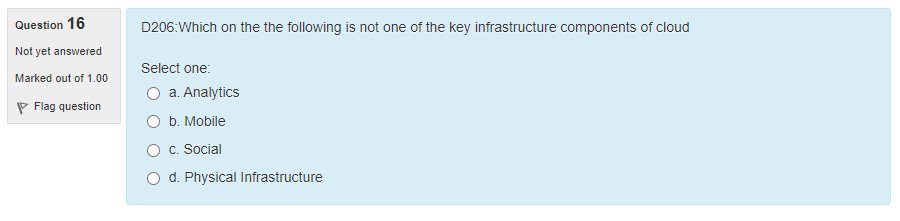 Question 16
Not yet answered
Marked out of 1.00
Flag question
D206:Which on the the following is not one of the key infrastructure components of cloud
Select one:
a. Analytics
b. Mobile
c. Social
d. Physical Infrastructure